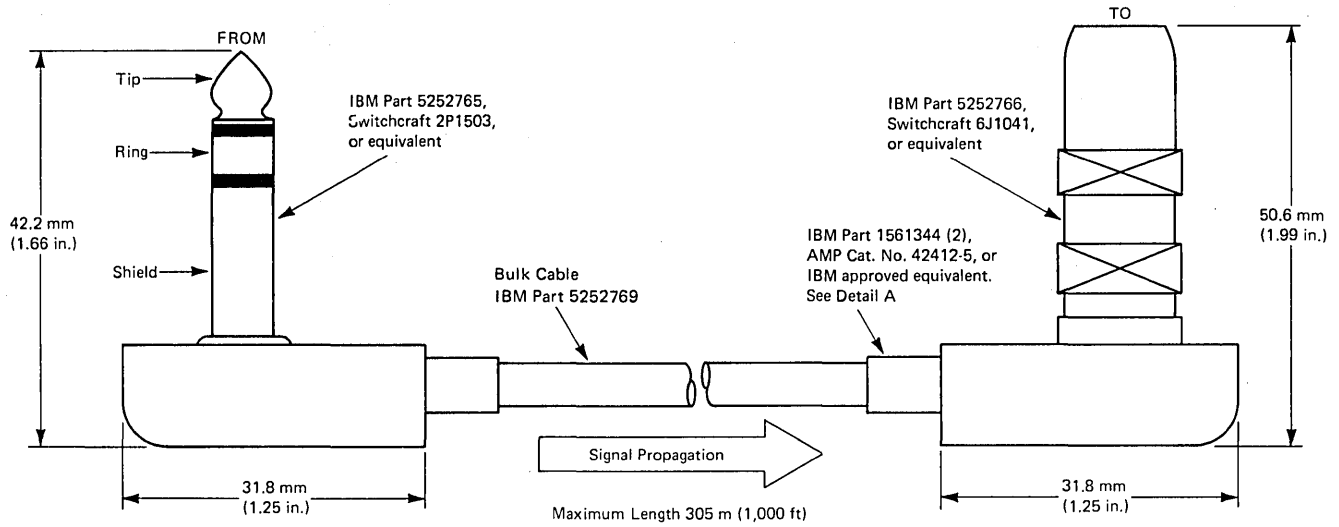 FROM
TO
Tip
Ring
Shield
IBM Part 5252765,
Switchcraft 2P1503,
or equivalent
IBM Part 5252766,
Switchcraft 6J1041,
or equivalent
42.2 mm
(1.66 in.)
50.6 mm
(1.99 in.)
Bulk Cable
IBM Part 5252769
IBM Part 1561344 (2),
AMP Cat. No. 42412-5, or
IBM approved equivalent.
See Detail A
Signal Propagation
31.8 mm
(1.25 in.)
31.8 mm
(1.25 in.)
Maximum Length 305 m (1,000 ft)